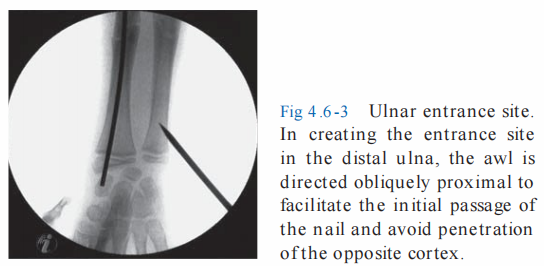 Fig 4.6-3 Ulnar entrance site.
In creating the entrance site
in the distal ulna, the awl is
directed obliquely proximal to
facilitate the initial passage of
the nail and avoid penetration
of the opposite cortex.